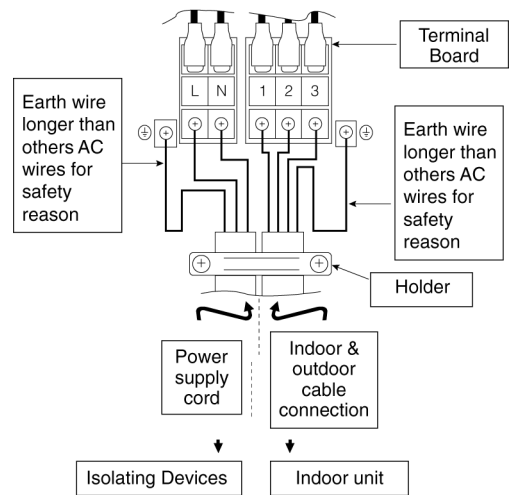 Terminal
Board
L N 1 2 3
Earth wire
longer than
others AC
wires for
safety
reason
Earth wire
longer than
others AC
wires for
safety
reason
Holder
Power
supply
cord
Indoor &
outdoor
cable
connection
Isolating Devices
Indoor unit